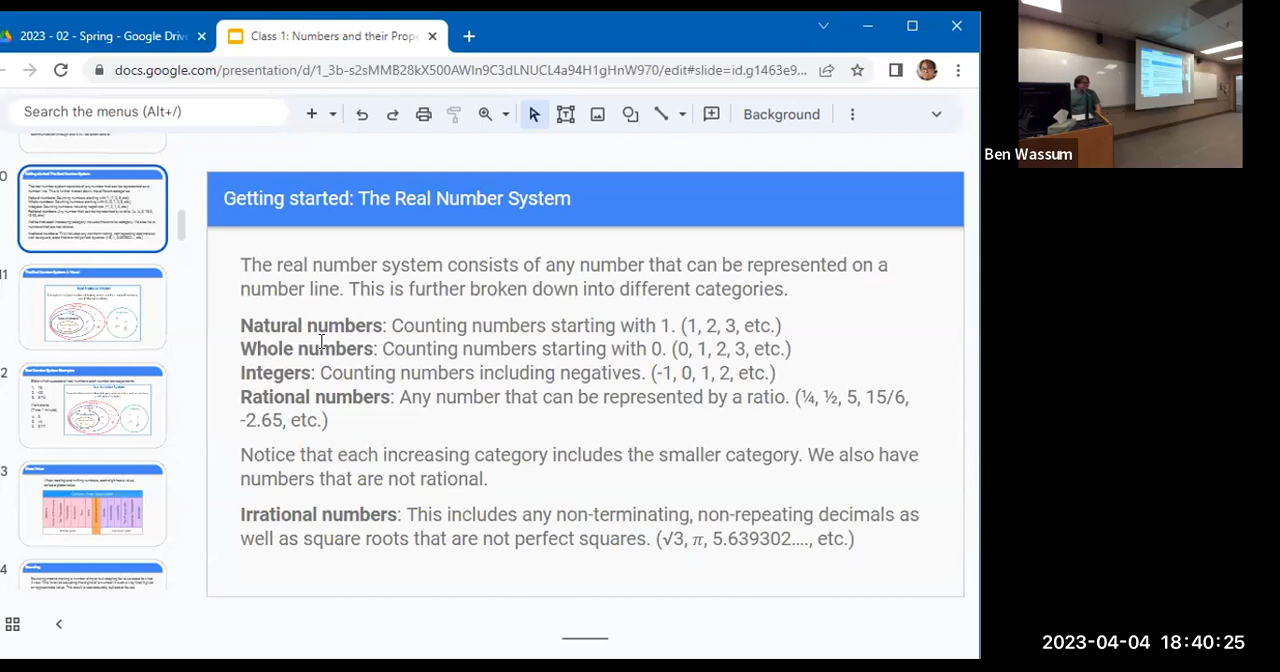 2023 - 02 - Spring - Google Driv
Class 1: Numbers and their Prop
docs.google.com/presentation/d/1_3b-s2sMMB28kX500AWIn9C3dLNUCL4a94H1gHnW970/edit#slide=id.g1463e9...
Search the menus (Alt+/)
Background
Getting started: The Real Number System
The real number system consists of any number that can be represented on a
number line. This is further broken down into different categories.
Natural numbers: Counting numbers starting with 1. (1, 2, 3, etc.)
Whole numbers: Counting numbers starting with 0. (0, 1, 2, 3, etc.)
Integers: Counting numbers including negatives. (-1, 0, 1, 2, etc.)
Rational numbers: Any number that can be represented by a ratio. (¼, ½, 5, 15/6,
-2.65, etc.)
Notice that each increasing category includes the smaller category. We also have
numbers that are not rational.
Irrational numbers: This includes any non-terminating, non-repeating decimals as
well as square roots that are not perfect squares. (√3, π, 5.639302...., etc.)
Ben Wassum
2023-04-04 18:40:25